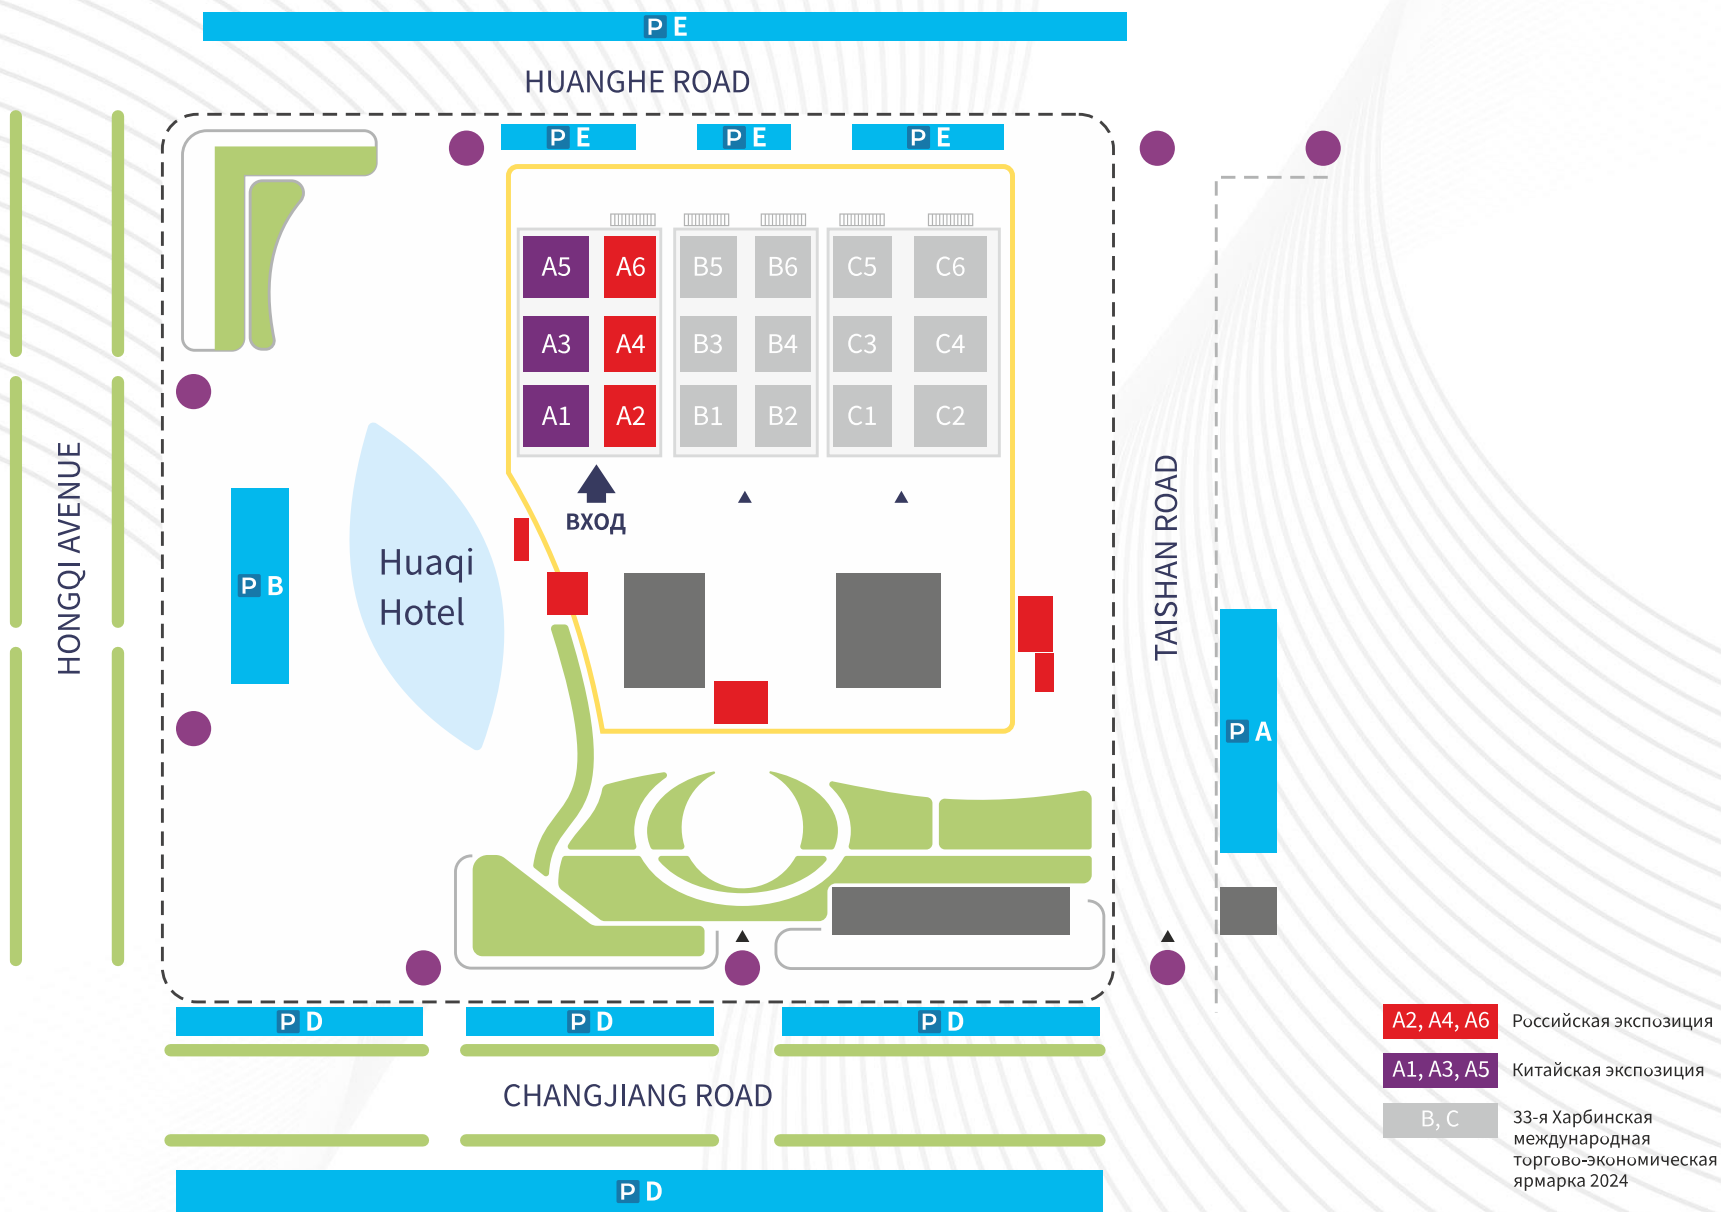 P E
HUANGHE ROAD
P E
P E
P E
A5 A6 B5 B6 C5 C6
A3 A4 B3 B4 C3 C4
A1 A2 B1 B2 C1 C2
ВХОД
HONGQI AVENUE
P B
Huaqi
Hotel
TAISHAN ROAD
P A
P D
P D
P D
CHANGJIANG ROAD
P D
A2, A4, A6 Российская экспозиция
A1, A3, A5 Китайская экспозиция
B, C 33-я Харбинская
международная
торгово-экономическая
ярмарка 2024